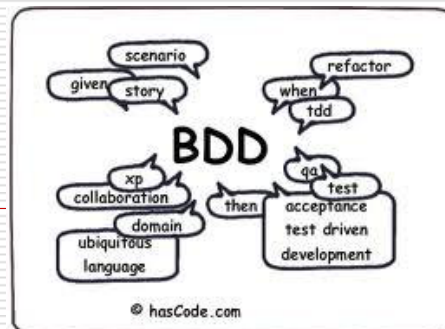 scenario
refactor
given
story
when
tdd
BDD
xp
qa
collaboration
test
then
acceptance
domain
test driven
ubiquitous
development
language
© hasCode.com